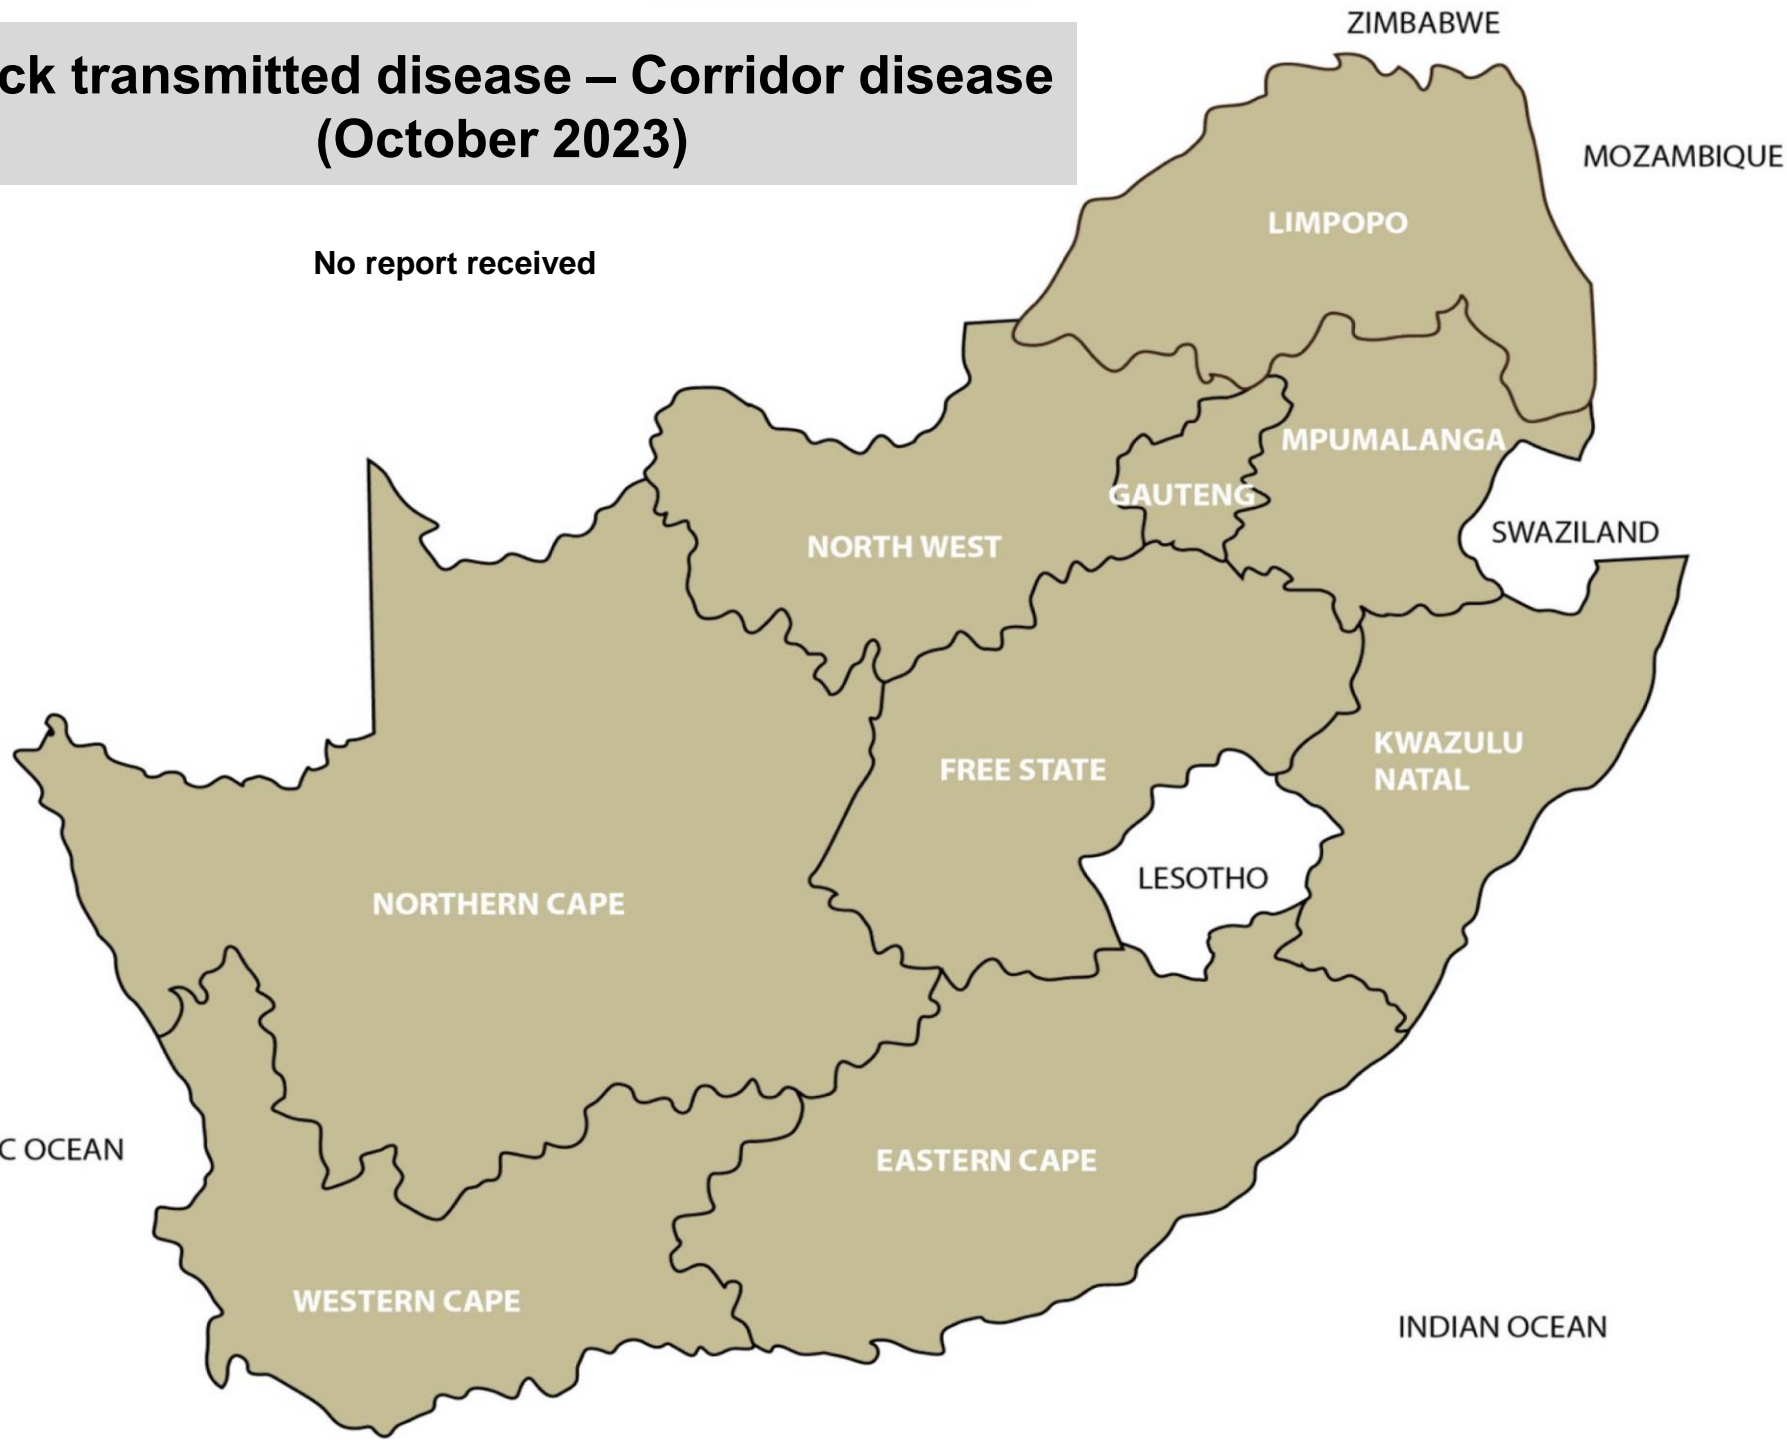 ck transmitted disease – Corridor disease
(October 2023)
No report received
ZIMBABWE
MOZAMBIQUE
LIMPOPO
MPUMALANGA
GAUTENG
SWAZILAND
NORTH WEST
KWAZULU
NATAL
FREE STATE
LESOTHO
NORTHERN CAPE
C OCEAN
EASTERN CAPE
WESTERN CAPE
INDIAN OCEAN